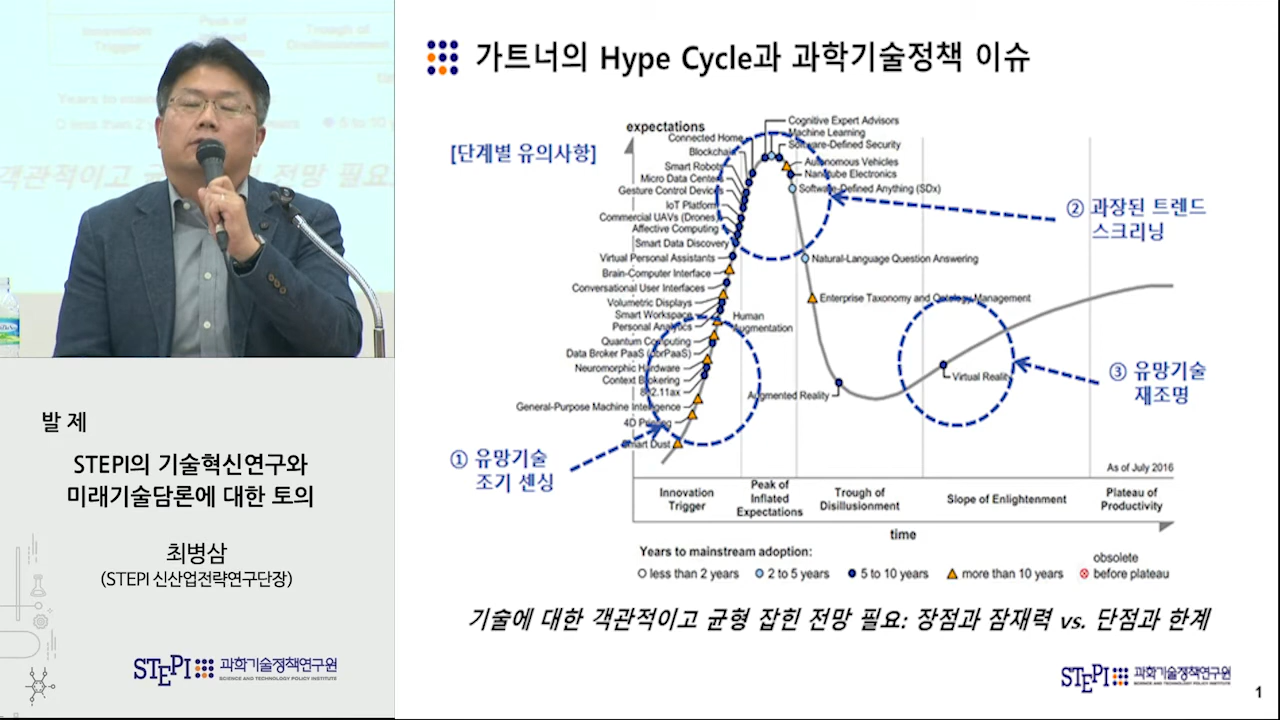 발 제
STEPI의 기술혁신연구와
미래기술담론에 대한 토의
최병삼
(STEPI 신산업전략연구단장)
STEPI 과학기술정책연구원
SCIENCE AND TECHNOLOGY POLICY INSTITUTE
가트너의 Hype Cycle과 과학기술정책 이슈
[단계별 유의사항]
expectations
Connected Home
Blockchain
Smart Robots
Micro Data Centers
Gesture Control Devices
IoT Platform
Commercial UAVs (Drones)
Affective Computing
Smart Data Discovery
Virtual Personal Assistants
Brain-Computer Interface
Conversational User Interfaces
Volumetric Displays
Smart Workspace
Personal Analytics
Quantum Computing
Data Broker PaaS (dbrPaaS)
Neuromorphic Hardware
Context Brokering
802.11ax
General-Purpose Machine Intelligence
4D Printing
Smart Dust
Human
Augmentation
Cognitive Expert Advisors
Machine Learning
Software-Defined Security
Autonomous Vehicles
Nanotube Electronics
Software-Defined Anything (SDx)
Natural-Language Question Answering
Enterprise Taxonomy and Ontology Management
Augmented Reality
Virtual Reality
① 유망기술
조기 센싱
② 과장된 트렌드
스크리닝
③ 유망기술
재조명
As of July 2016
Innovation
Trigger
Peak of
Inflated
Expectations
Trough of
Disillusionment
Slope of Enlightenment
Plateau of
Productivity
time
Years to mainstream adoption:
less than 2 years
2 to 5 years
5 to 10 years
more than 10 years
obsolete
before plateau
기술에 대한 객관적이고 균형 잡힌 전망 필요: 장점과 잠재력 vs. 단점과 한계
STEPI 과학기술정책연구원
SCIENCE AND TECHNOLOGY POLICY INSTITUTE
1